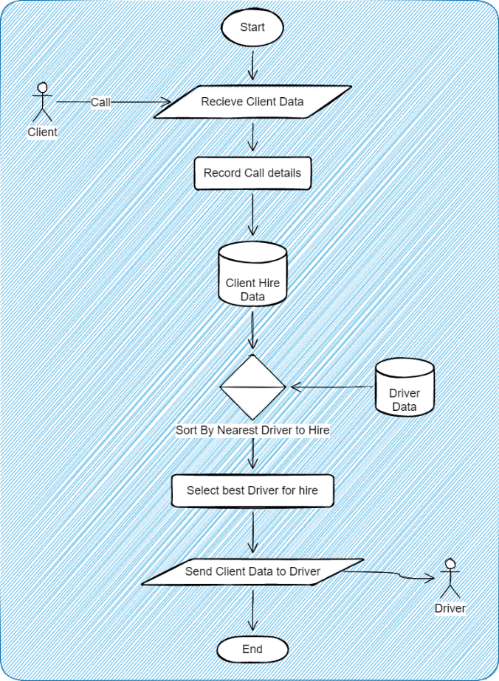 Start
Call
Recieve Client Data
Client
Record Call details
Client Hire
Data
Driver
Data
Sort By Nearest Driver to Hire
Select best Driver for hire
Send Client Data to Driver
Driver
End